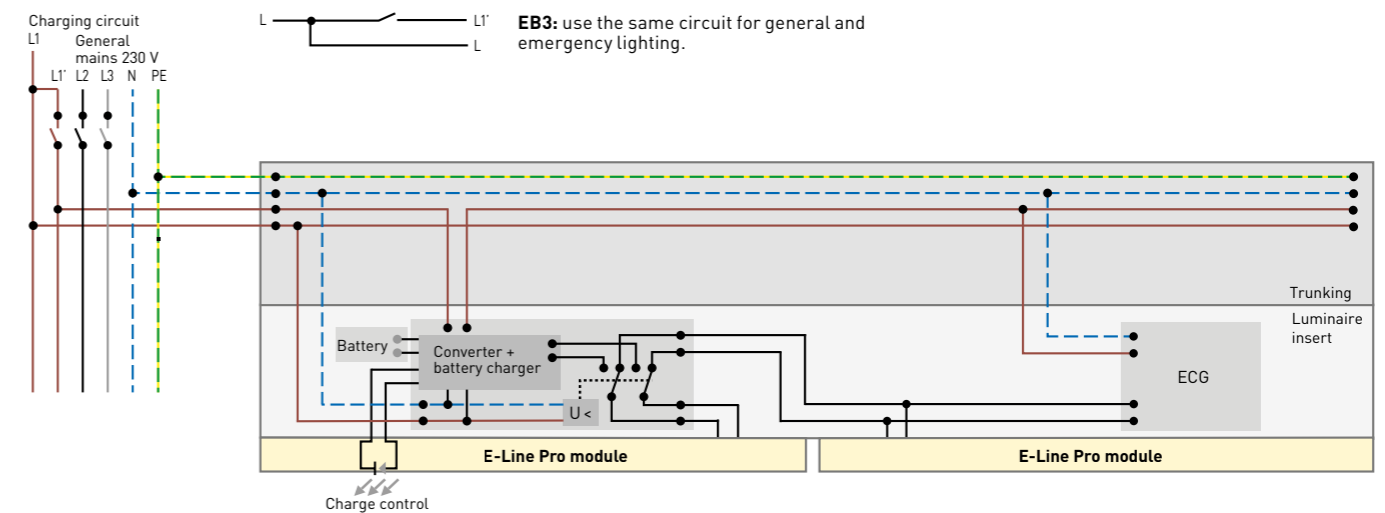 Charging circuit
L1
General
mains 230 V
L1’ L2 L3 N PE
L L1’
L
EB3: use the same circuit for general and
emergency lighting.
Trunking
Luminaire
insert
Battery
Converter +
battery charger
U <
ECG
E-Line Pro module
E-Line Pro module
Charge control